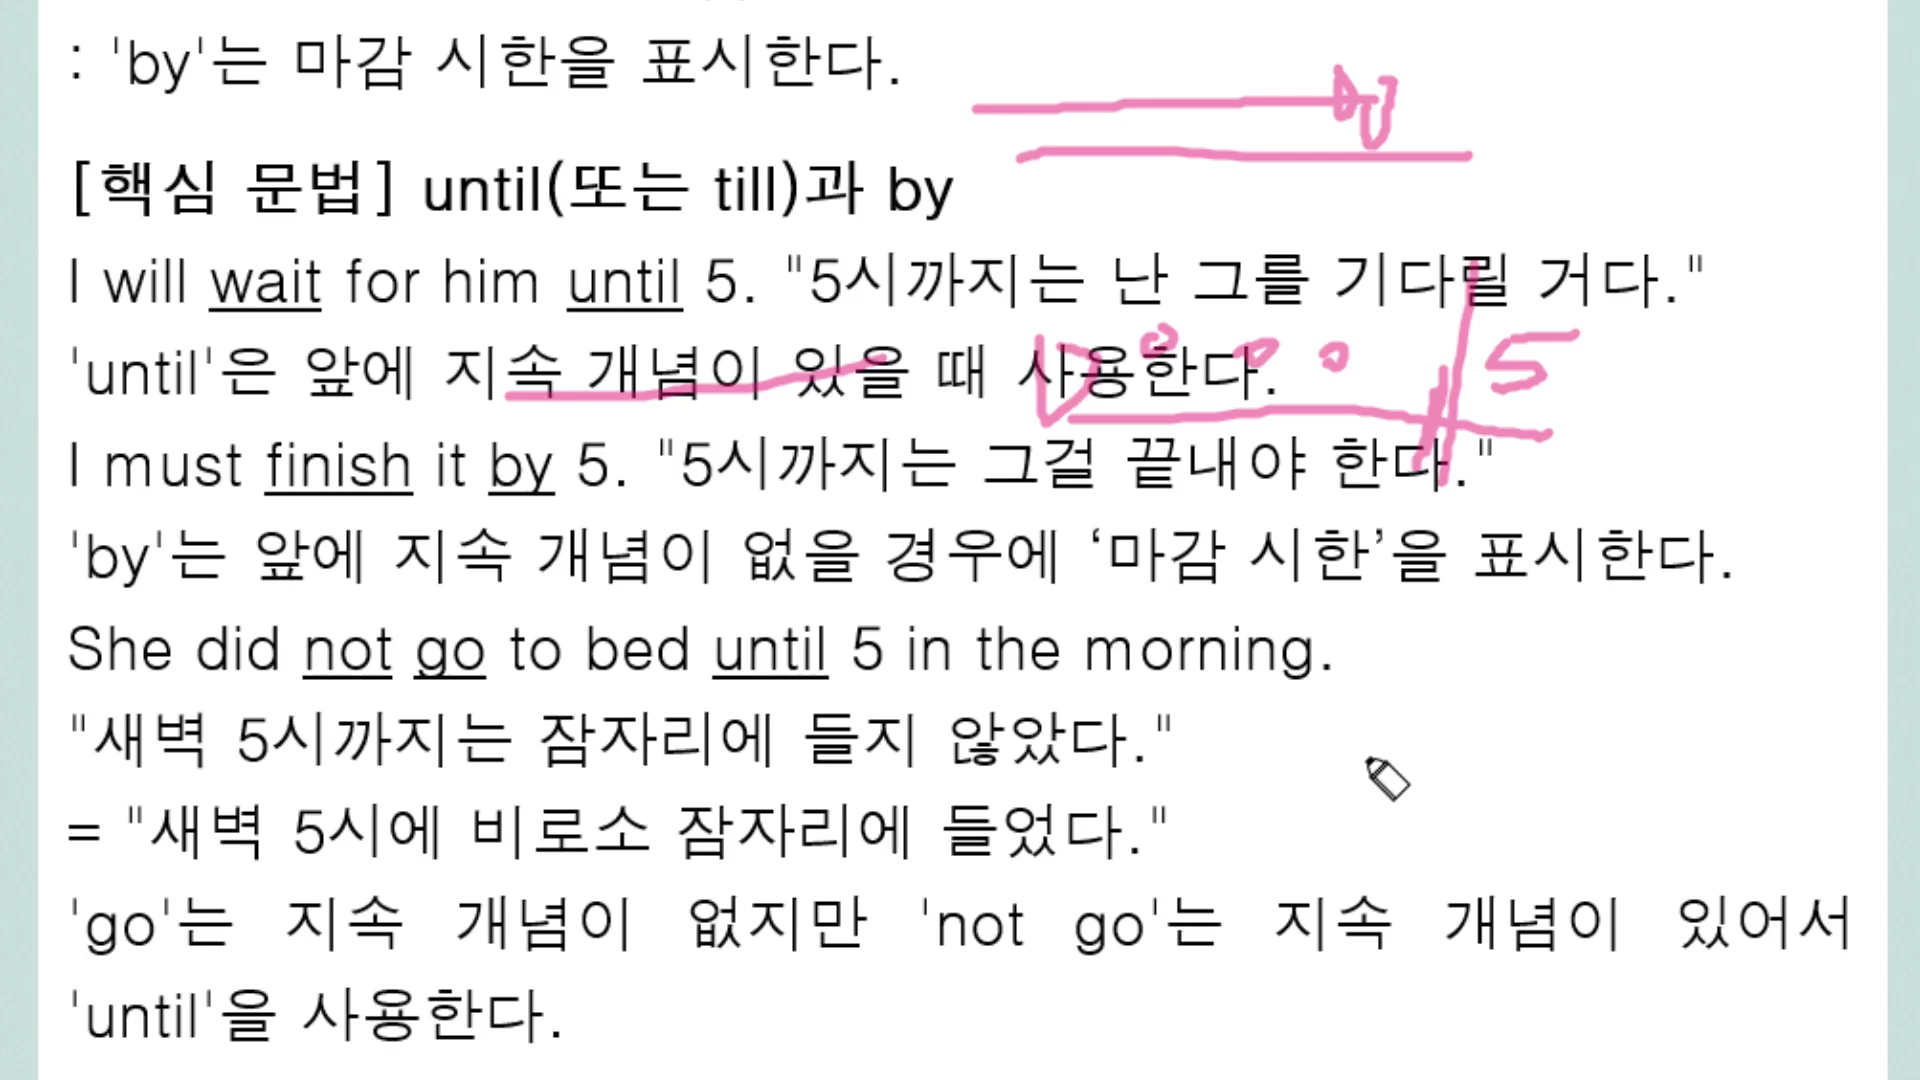 : 'by'는 마감 시한을 표시한다.
by
[핵심 문법] until(또는 till)과 by
I will wait for him until 5. "5시까지는 난 그를 기다릴 거다."
'until'은 앞에 지속 개념이 있을 때 사용한다.
5
I must finish it by 5. "5시까지는 그걸 끝내야 한다."
'by'는 앞에 지속 개념이 없을 경우에 ‘마감 시한’을 표시한다.
She did not go to bed until 5 in the morning.
"새벽 5시까지는 잠자리에 들지 않았다."
= "새벽 5시에 비로소 잠자리에 들었다."
'go'는 지속 개념이 없지만 'not go'는 지속 개념이 있어서
'until'을 사용한다.